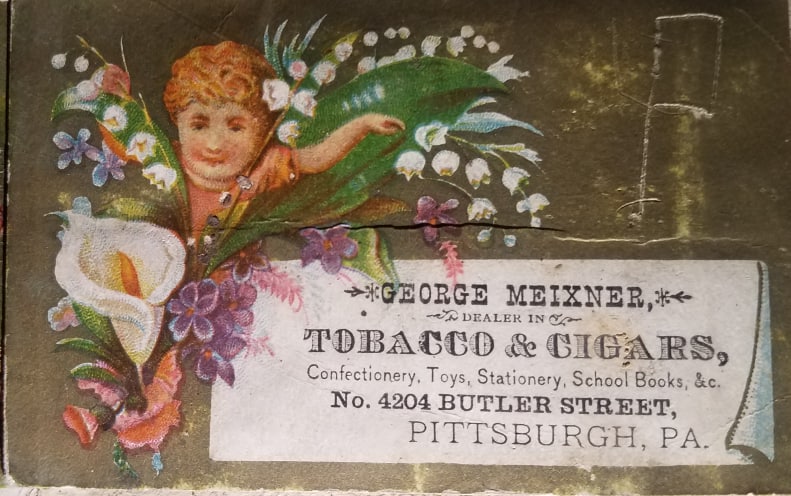 GEORGE MEIXNER,
DEALER IN
TOBACCO & CIGARS,
Confectionery, Toys, Stationery, School Books, &c.
No. 4204 BUTLER STREET,
PITTSBURGH, PA.